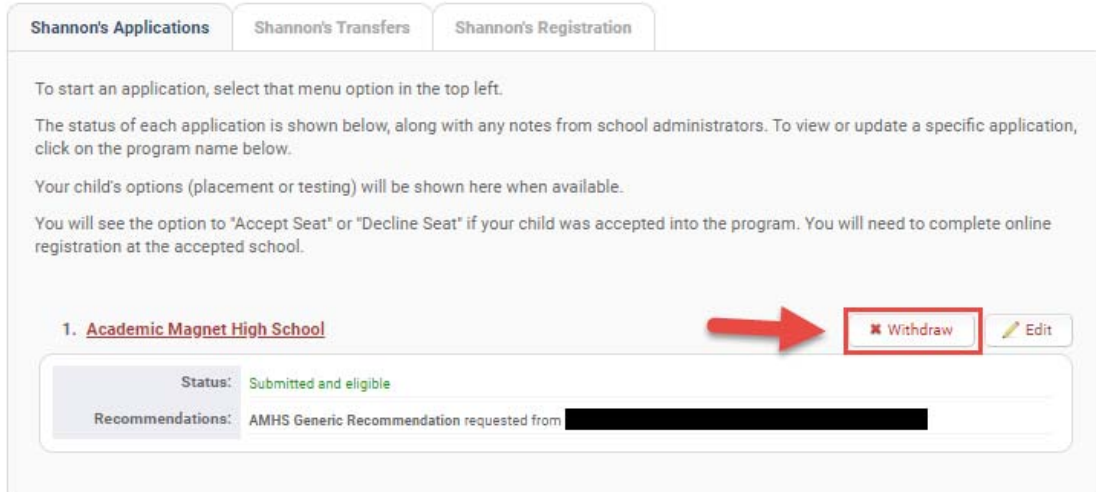 Shannon's Applications Shannon's Transfers Shannon's Registration
To start an application, select that menu option in the top left.
The status of each application is shown below, along with any notes from school administrators. To view or update a specific application,
click on the program name below.
Your child's options (placement or testing) will be shown here when available.
You will see the option to "Accept Seat" or "Decline Seat" if your child was accepted into the program. You will need to complete online
registration at the accepted school.
1. Academic Magnet High School Withdraw Edit
Status: Submitted and eligible
Recommendations: AMHS Generic Recommendation requested from